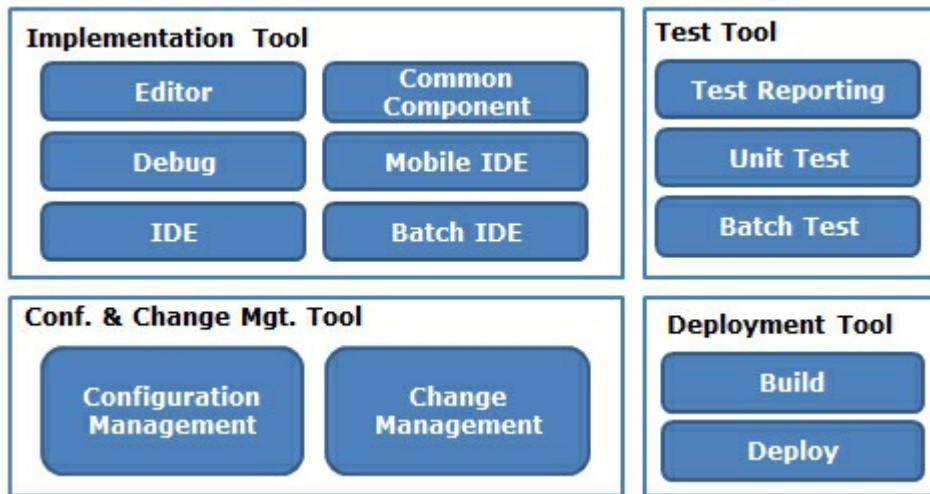 Implementation Tool
Editor
Common
Component
Debug
Mobile IDE
IDE
Batch IDE
Test Tool
Test Reporting
Unit Test
Batch Test
Conf. & Change Mgt. Tool
Configuration
Management
Change
Management
Deployment Tool
Build
Deploy